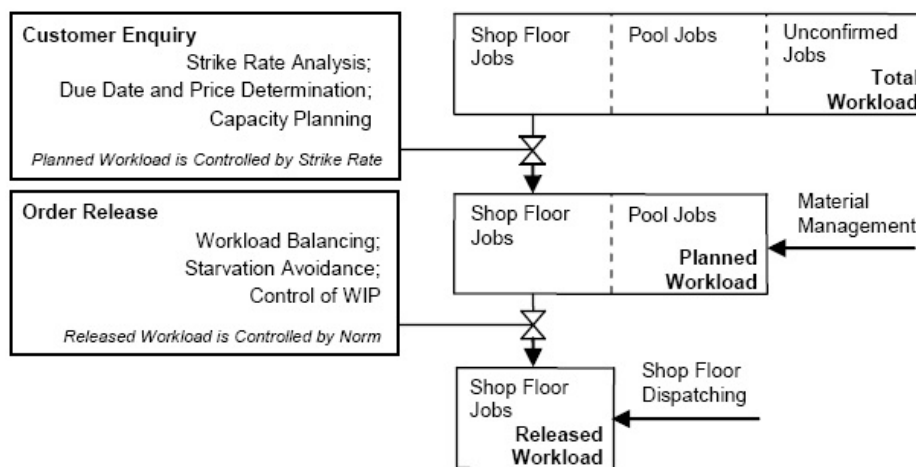 Customer Enquiry
Strike Rate Analysis;
Due Date and Price Determination;
Capacity Planning
Planned Workload is Controlled by Strike Rate
Shop Floor
Jobs
Pool Jobs
Unconfirmed
Jobs
Total
Workload
Order Release
Workload Balancing;
Starvation Avoidance;
Control of WIP
Released Workload is Controlled by Norm
Shop Floor
Jobs
Pool Jobs
Planned
Workload
Material
Management
Shop Floor
Jobs
Released
Workload
Shop Floor
Dispatching